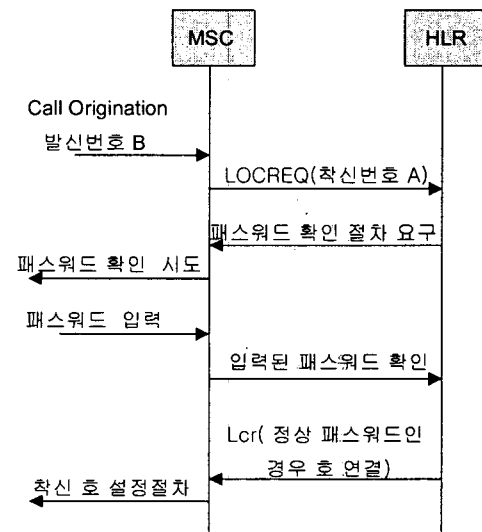 MSC
HLR
Call Origination
발신번호 B
LOCREQ(착신번호 A)
패스워드 확인 절차 요구
패스워드 확인 시도
패스워드 입력
입력된 패스워드 확인
Lcr( 정상 패스워드인
경우 호 연결)
착신 호 설정절차